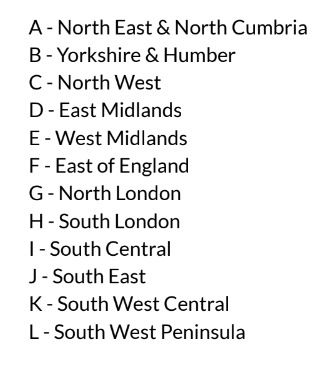 A - North East & North Cumbria
B - Yorkshire & Humber
C - North West
D - East Midlands
E - West Midlands
F - East of England
G - North London
H - South London
I - South Central
J - South East
K - South West Central
L - South West Peninsula